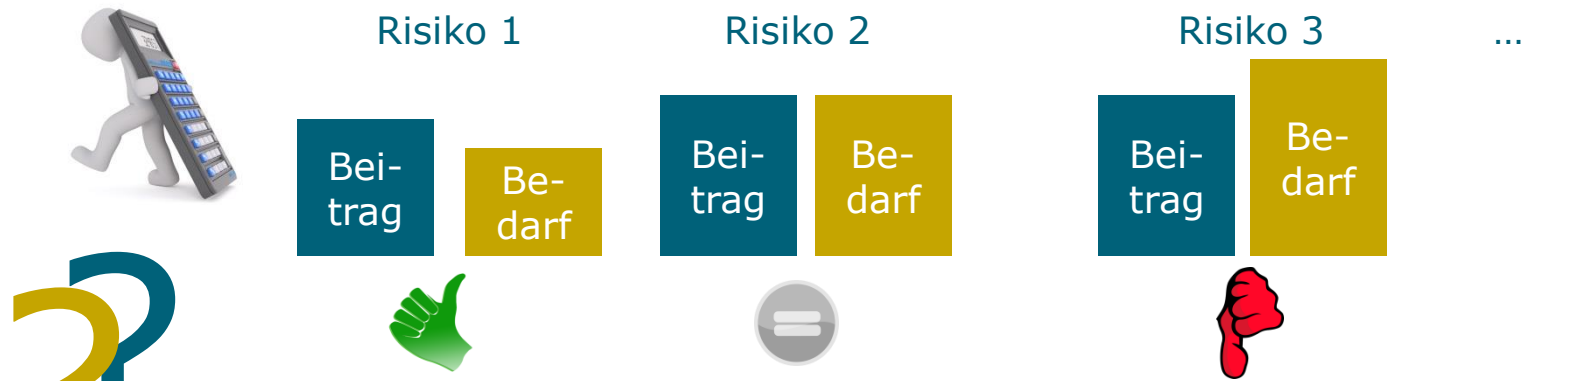 Risiko 1
Risiko 2
Risiko 3
...
Bei-
trag
Be-
darf
Bei-
trag
Be-
darf
Bei-
trag
Be-
darf
??